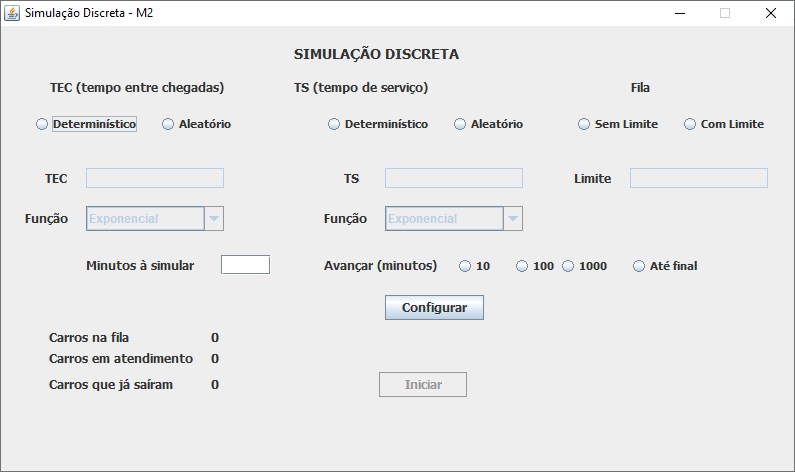 Simulação Discreta - M2
SIMULAÇÃO DISCRETA
TEC (tempo entre chegadas) TS (tempo de serviço) Fila
Determinístico Aleatório Determinístico Aleatório Sem Limite Com Limite
TEC TS Limite
Função Exponencial Função Exponencial
Minutos à simular Avançar (minutos) 10 100 1000 Até final
Configurar
Carros na fila 0
Carros em atendimento 0
Carros que já saíram 0 Iniciar